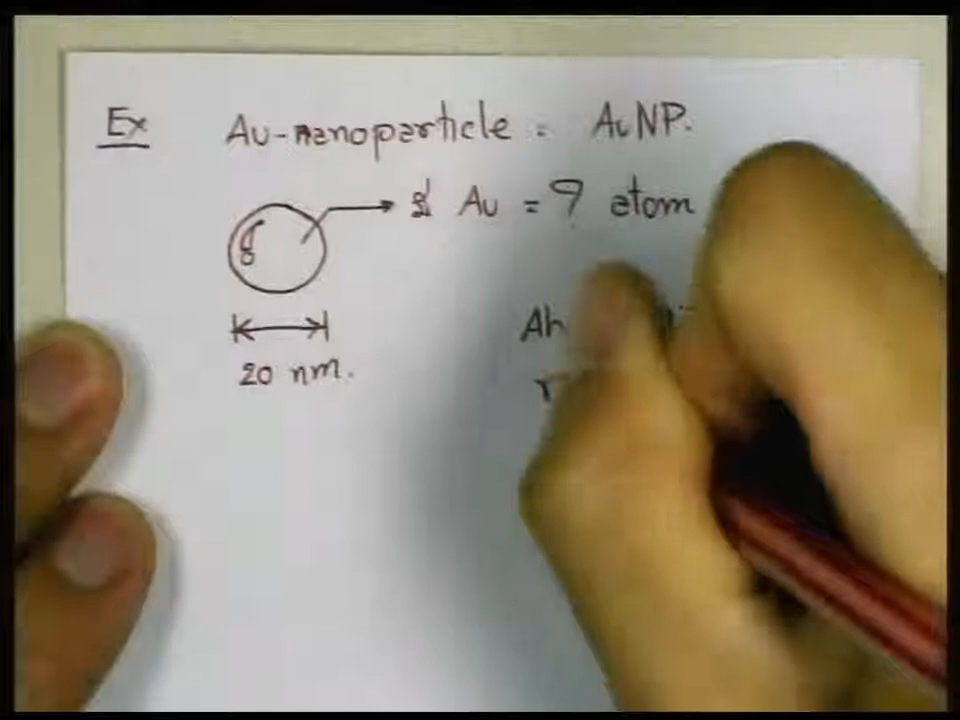 Ex Au-nanoparticle = AuNP.
มี Au = ? atom
20 nm.